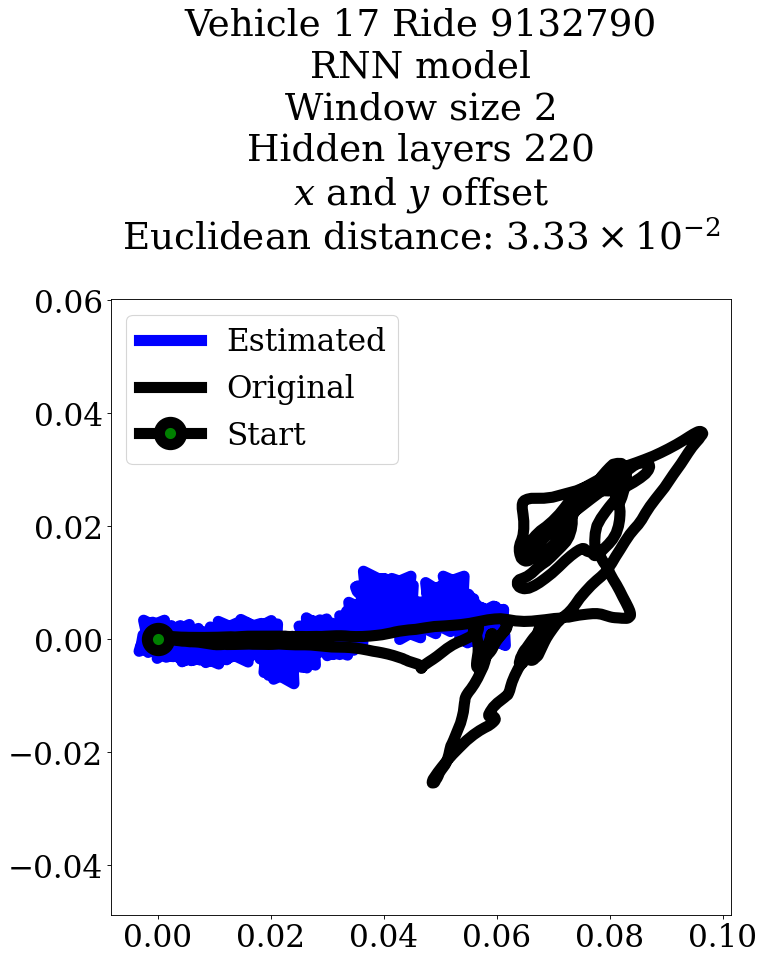 Vehicle 17 Ride 9132790
RNN model
Window size 2
Hidden layers 220
x and y offset
Euclidean distance: 3.33 × 10⁻²
Estimated
Original
Start
0.06
0.04
0.02
0.00
−0.02
−0.04
0.00 0.02 0.04 0.06 0.08 0.10